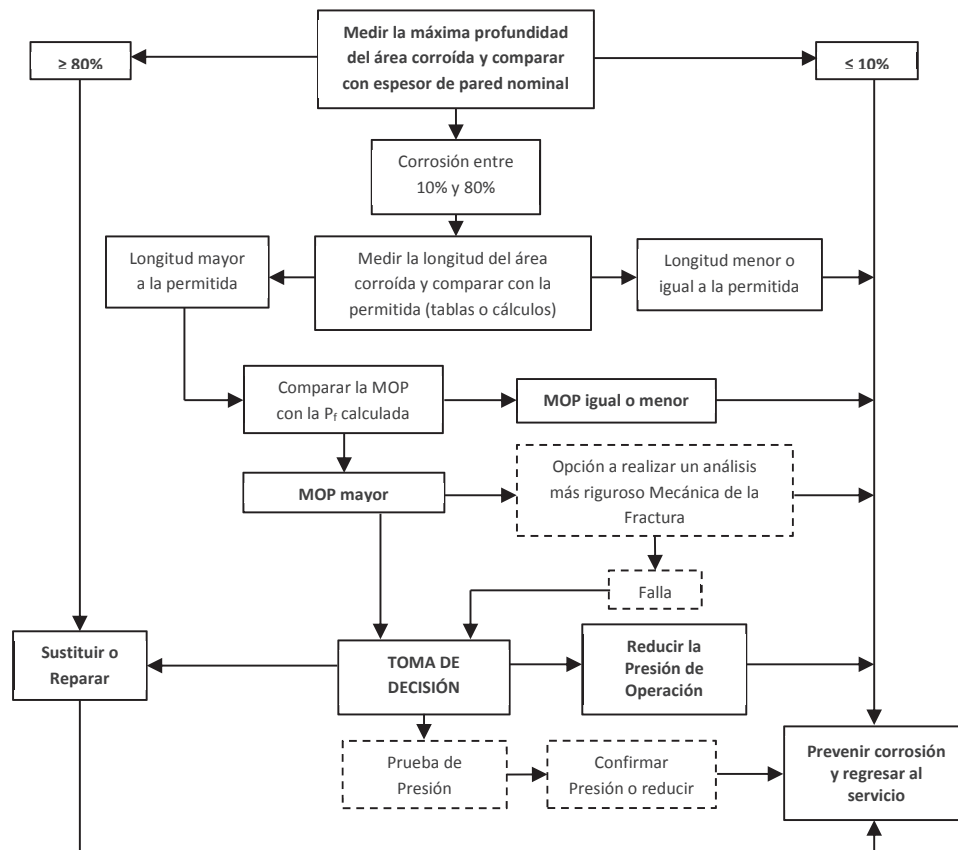 Medir la máxima profundidad
del área corroída y comparar
con espesor de pared nominal
≥ 80%
≤ 10%
Corrosión entre
10% y 80%
Longitud mayor
a la permitida
Medir la longitud del área
corroída y comparar con la
permitida (tablas o cálculos)
Longitud menor o
igual a la permitida
Comparar la MOP
con la Pf calculada
MOP igual o menor
MOP mayor
Opción a realizar un análisis
más riguroso Mecánica de la
Fractura
Falla
Sustituir o
Reparar
TOMA DE
DECISIÓN
Reducir la
Presión de
Operación
Prueba de
Presión
Confirmar
Presión o reducir
Prevenir corrosión
y regresar al
servicio